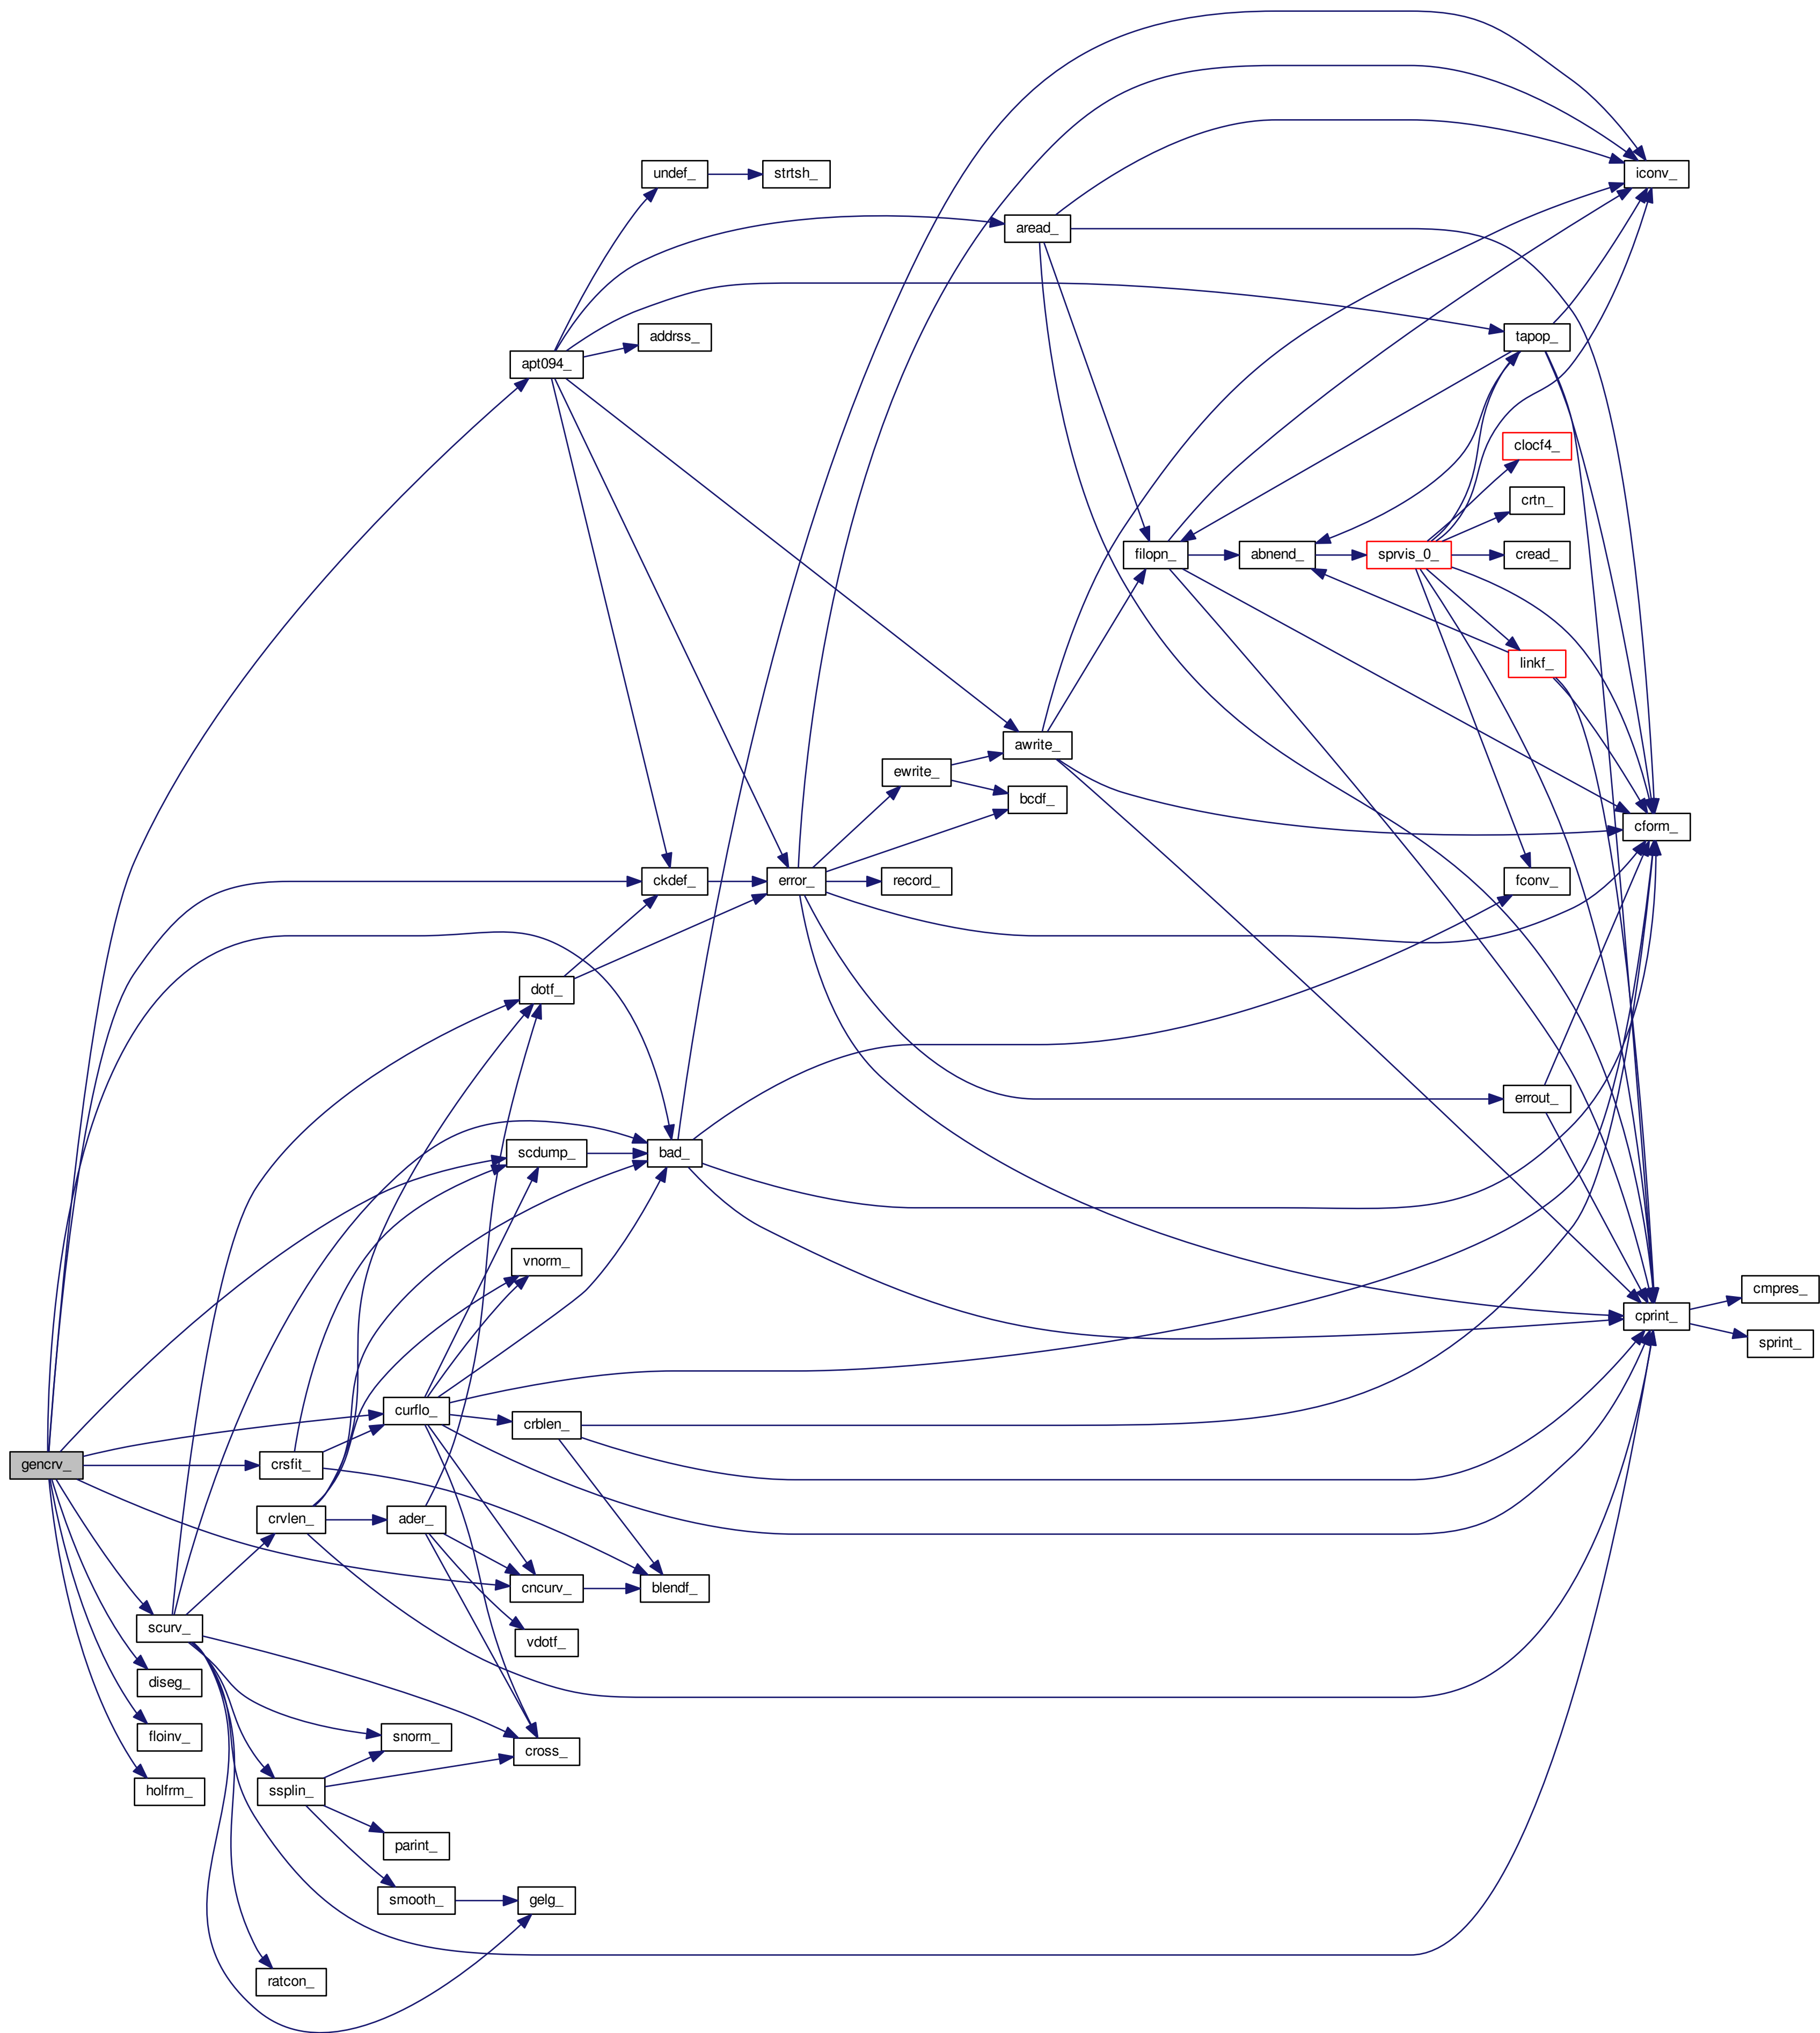 undef_
strtsh_
iconv_
aread_
addrss_
tapop_
apt094_
clocf4_
crtn_
filopn_
abnend_
sprvis_0_
cread_
linkf_
awrite_
ewrite_
bcdf_
cform_
ckdef_
error_
record_
fconv_
dotf_
errout_
scdump_
bad_
vnorm_
cmpres_
cprint_
sprint_
curflo_
crblen_
gencrv_
crsfit_
crvlen_
ader_
cncurv_
blendf_
scurv_
vdotf_
diseg_
floinv_
snorm_
cross_
holfrm_
ssplin_
parint_
smooth_
gelg_
ratcon_